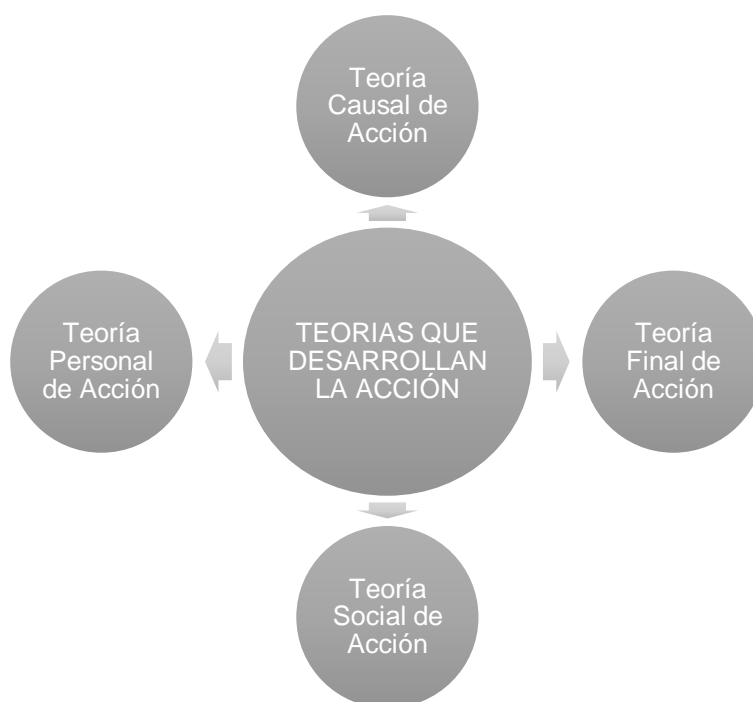 Teoría
Causal de
Acción
Teoría
Personal
de Acción
TEORIAS QUE
DESARROLLAN
LA ACCIÓN
Teoría
Final de
Acción
Teoría
Social de
Acción